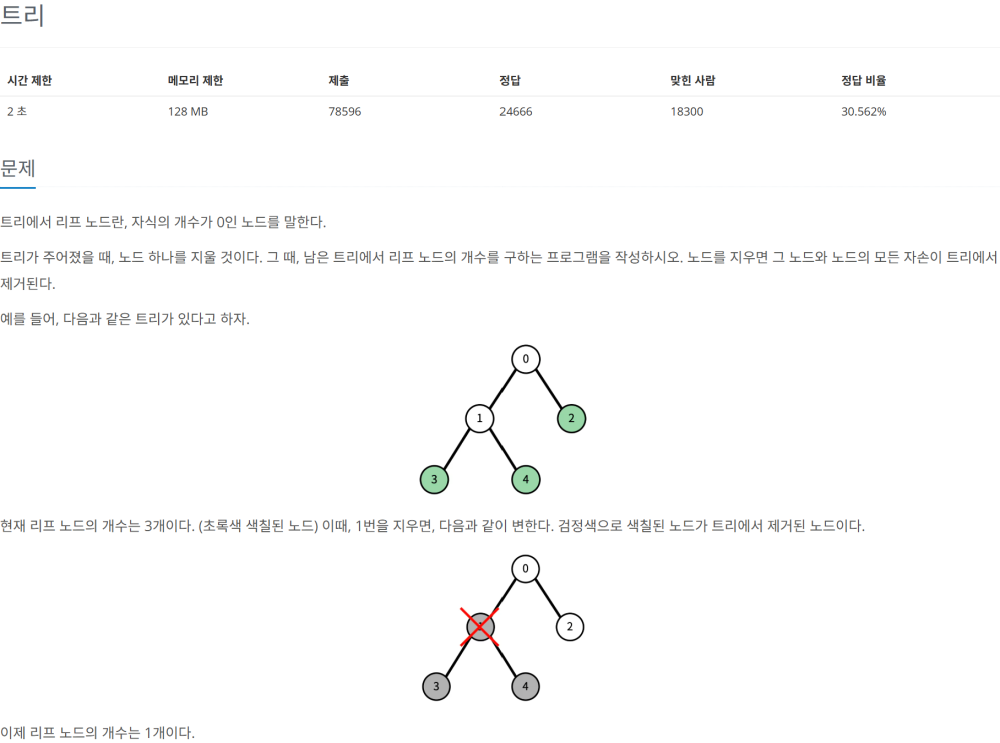 트리
시간 제한 메모리 제한 제출 정답 맞힌 사람 정답 비율
2 초 128 MB 78596 24666 18300 30.562%
문제
트리에서 리프 노드란, 자식의 개수가 0인 노드를 말한다.
트리가 주어졌을 때, 노드 하나를 지울 것이다. 그 때, 남은 트리에서 리프 노드의 개수를 구하는 프로그램을 작성하시오. 노드를 지우면 그 노드와 노드의 모든 자손이 트리에서
제거된다.
예를 들어, 다음과 같은 트리가 있다고 하자.
0
1 2
3 4
현재 리프 노드의 개수는 3개이다. (초록색 색칠된 노드) 이때, 1번을 지우면, 다음과 같이 변한다. 검정색으로 색칠된 노드가 트리에서 제거된 노드이다.
0
2
3 4
이제 리프 노드의 개수는 1개이다.